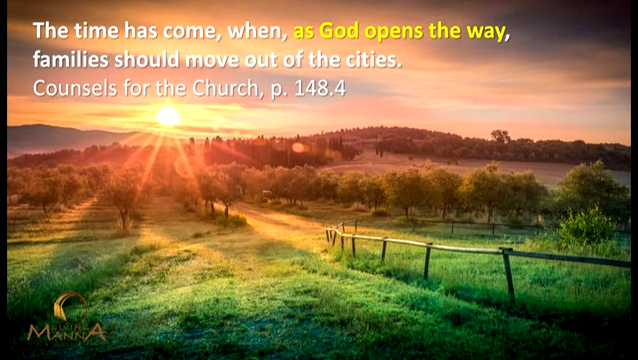 The time has come, when, as God opens the way,
families should move out of the cities.
Counsels for the Church, p. 148.4
LIVING
MANNA